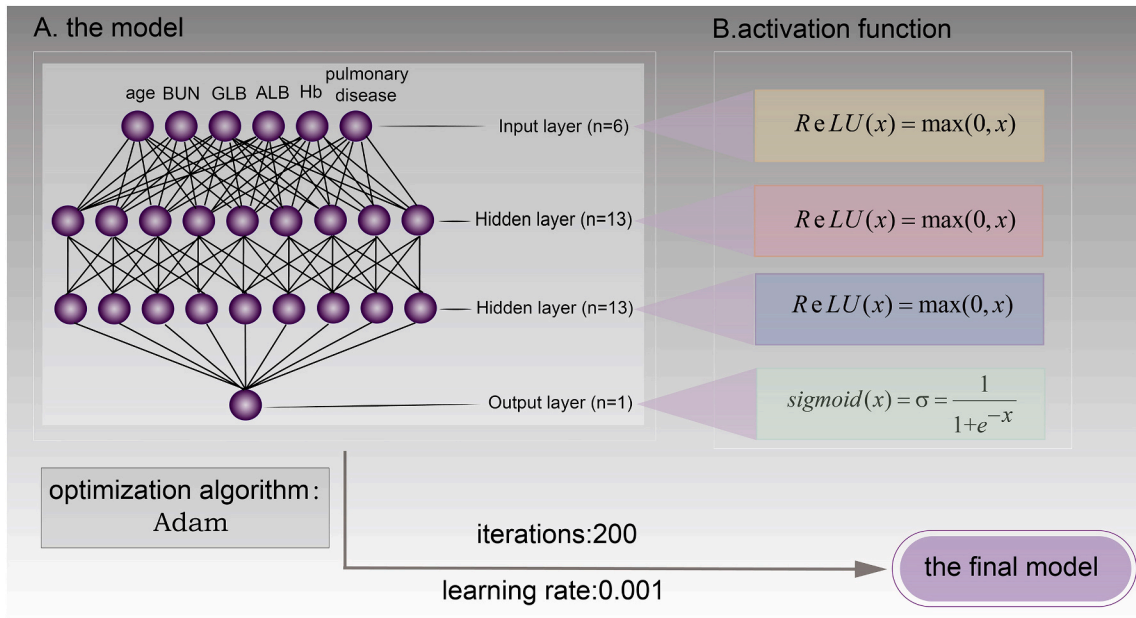 A. the model
B.activation function
pulmonary
age BUN GLB ALB Hb disease
Input layer (n=6)
ReLU(x) = max(0, x)
Hidden layer (n=13)
ReLU(x) = max(0, x)
Hidden layer (n=13)
ReLU(x) = max(0, x)
Output layer (n=1)
sigmoid(x) = σ = 1/(1+e^-x)
optimization algorithm:
Adam
iterations:200
learning rate:0.001
the final model